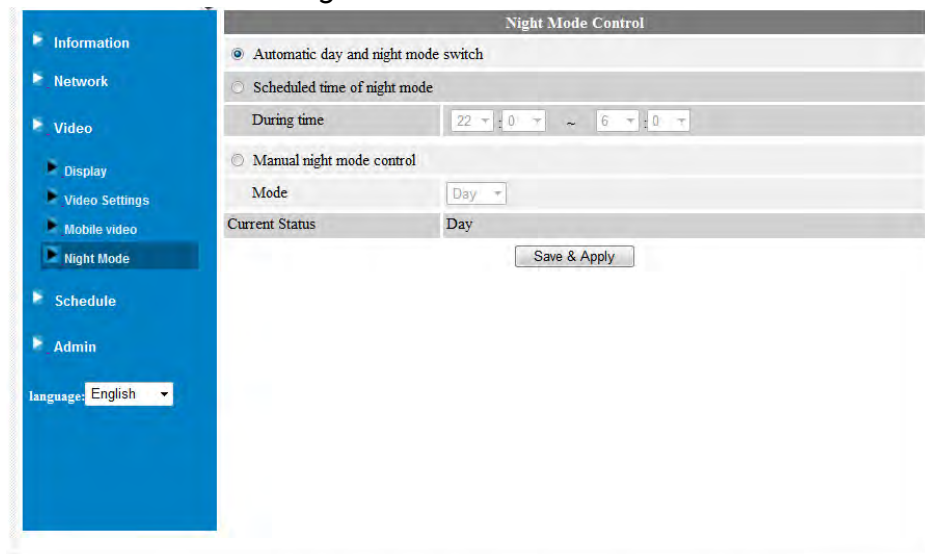 Information
Network
Video
Display
Video Settings
Mobile video
Night Mode
Schedule
Admin
language: English
Night Mode Control
Automatic day and night mode switch
Scheduled time of night mode
During time 22 : 0 ~ 6 : 0
Manual night mode control
Mode Day
Current Status Day
Save & Apply